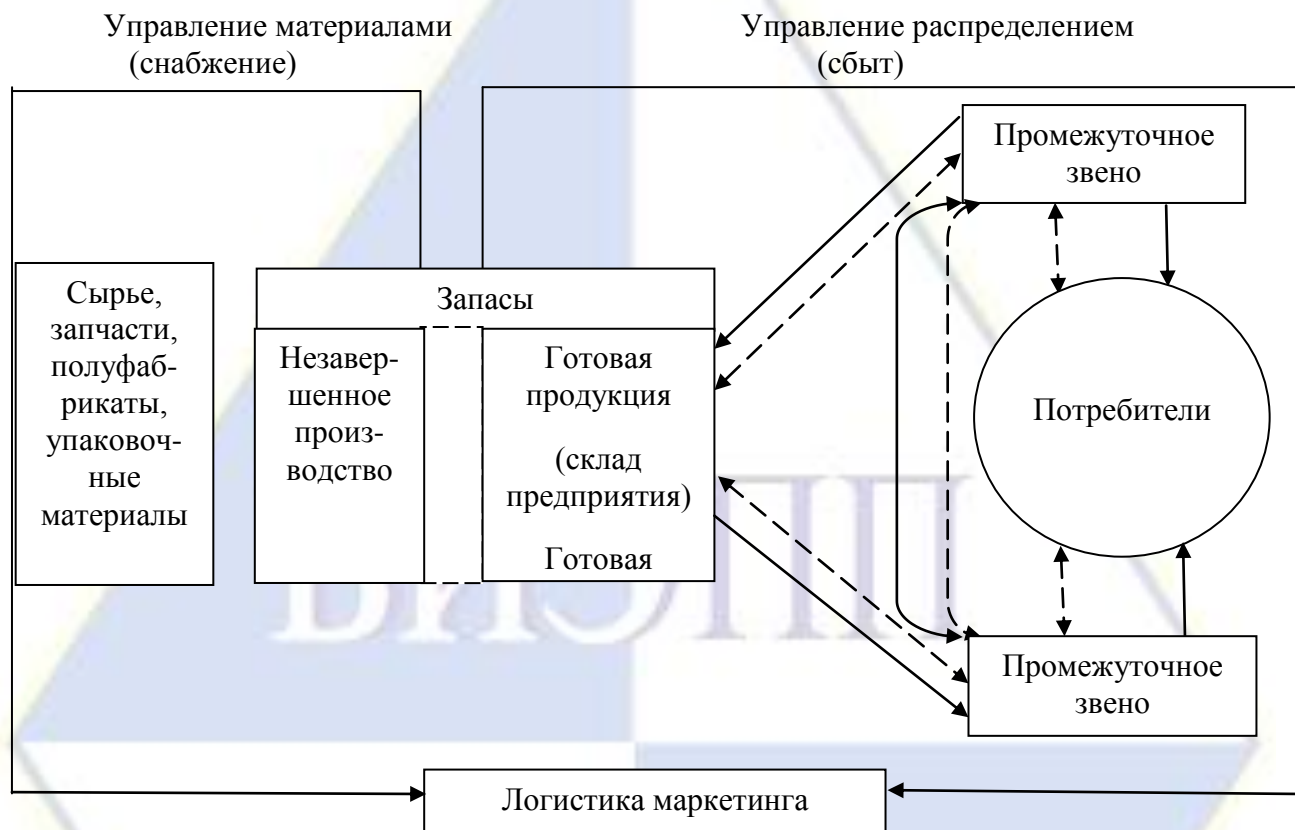 Управление материалами
(снабжение)
Управление распределением
(сбыт)
Промежуточное
звено
Сырье,
запчасти,
полуфаб-
рикаты,
упаковоч-
ные
материалы
Запасы
Незавер-
шенное
произ-
водство
Готовая
продукция
(склад
предприятия)
Готовая
Потребители
БИЭПП
Промежуточное
звено
Логистика маркетинга